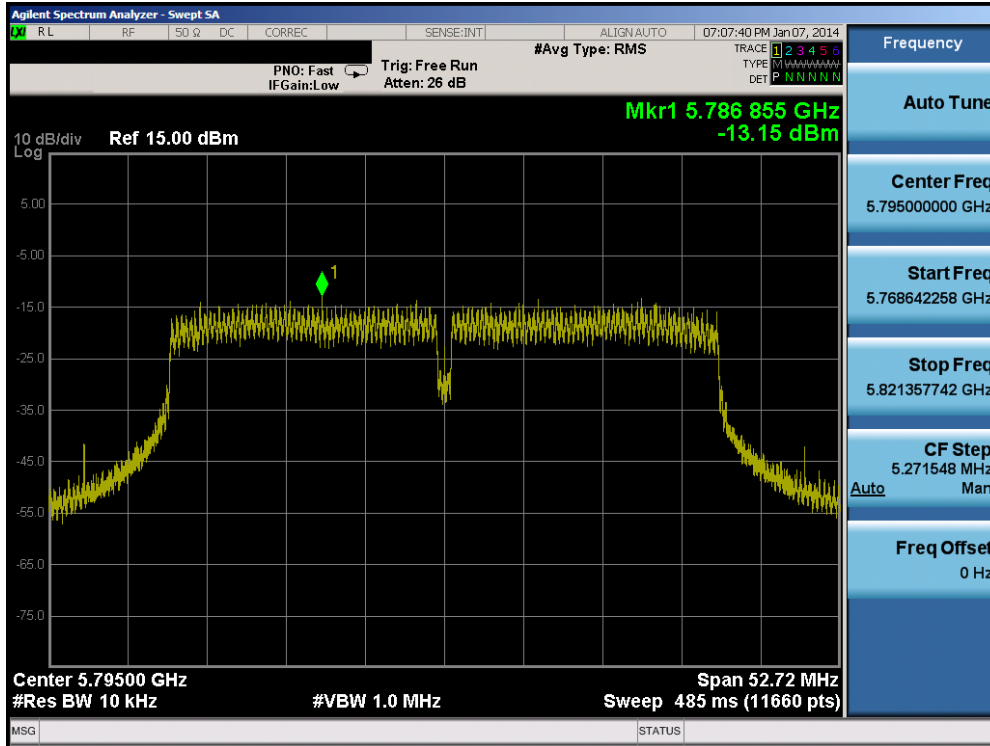 Agilent Spectrum Analyzer - Swept SA
LXI RL RF 50 Ω DC CORREC SENSE:INT ALIGNAUTO 07:07:40 PM Jan 07, 2014
#Avg Type: RMS TRACE 1 2 3 4 5 6
PNO: Fast Trig: Free Run TYPE M WWWWW
IFGain:Low Atten: 26 dB DET P N N N N N
Mkr1 5.786 855 GHz
-13.15 dBm
10 dB/div Ref 15.00 dBm
Log
5.00
-5.00
-15.0
-25.0
-35.0
-45.0
-55.0
-65.0
-75.0
1
Center 5.79500 GHz Span 52.72 MHz
#Res BW 10 kHz #VBW 1.0 MHz Sweep 485 ms (11660 pts)
MSG STATUS
Frequency
Auto Tune
Center Freq
5.795000000 GHz
Start Freq
5.768642258 GHz
Stop Freq
5.821357742 GHz
CF Step
5.271548 MHz
Auto Man
Freq Offset
0 Hz